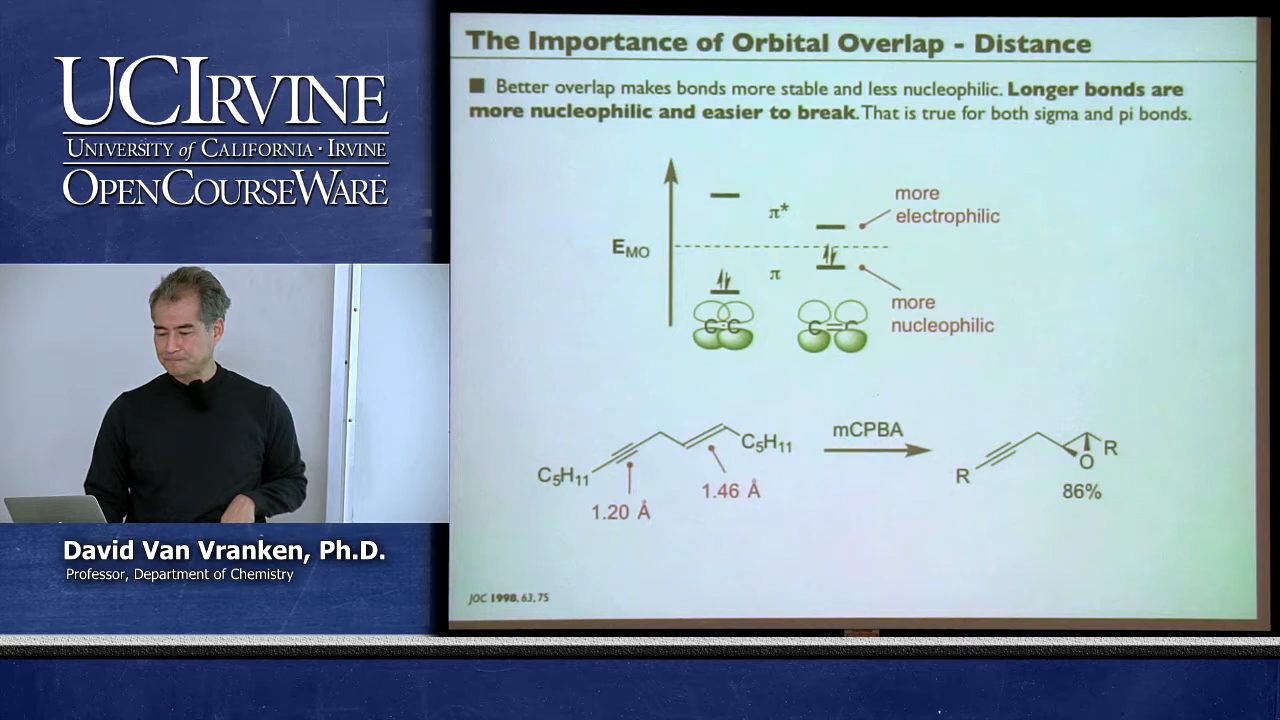 UCIRVINE
UNIVERSITY of CALIFORNIA · IRVINE
OPENCOURSEWARE
David Van Vranken, Ph.D.
Professor, Department of Chemistry
The Importance of Orbital Overlap - Distance
■ Better overlap makes bonds more stable and less nucleophilic. Longer bonds are
more nucleophilic and easier to break. That is true for both sigma and pi bonds.
more
electrophilic
π*
EMO
π
more
nucleophilic
C C
C=C
C5H11
1.20 Å
1.46 Å
C5H11
mCPBA
R
O
R
86%
JOC 1998, 63, 75